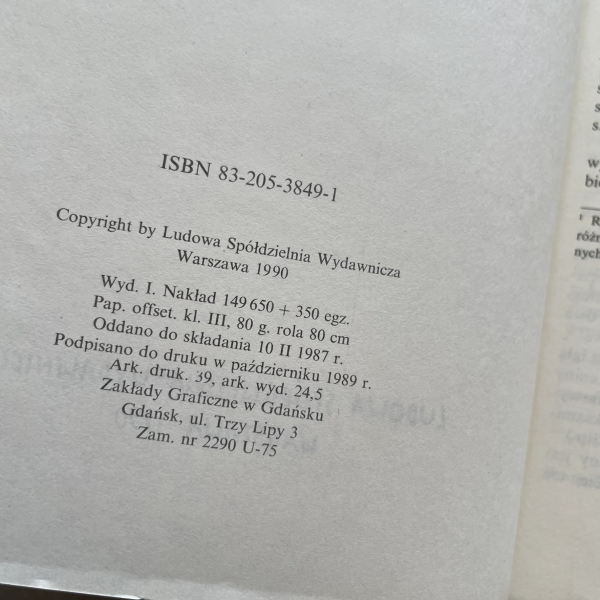 ISBN 83-205-3849-1
Copyright by Ludowa Spółdzielnia Wydawnicza
Warszawa 1990
Wyd. I. Nakład 149 650 + 350 egz.
Pap. offset. kl. III, 80 g. rola 80 cm
Oddano do składania 10 II 1987 r.
Podpisano do druku w październiku 1989 r.
Ark. druk. 39, ark. wyd. 24,5
Zakłady Graficzne w Gdańsku
Gdańsk, ul. Trzy Lipy 3
Zam. nr 2290 U-75